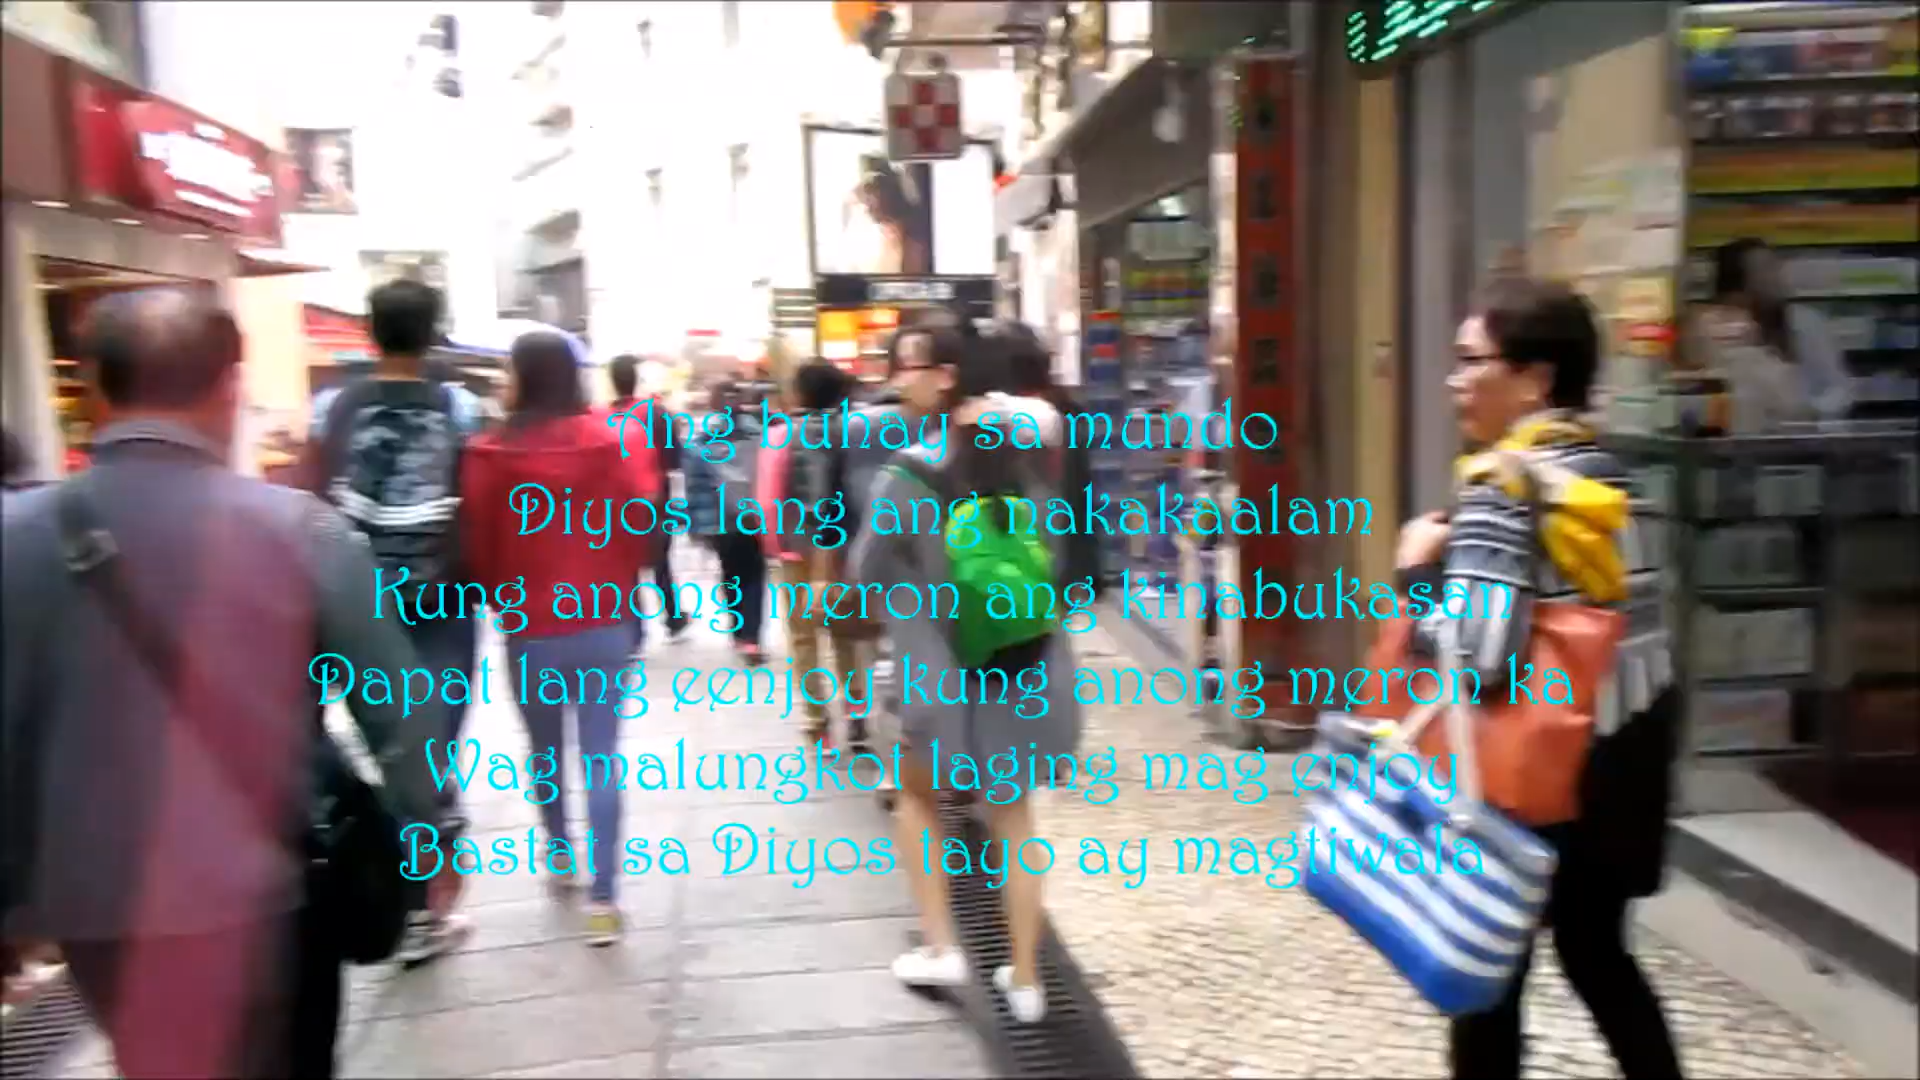 Ang buhay sa mundo
Diyos lang ang nakakaalam
Kung anong meron ang kinabukasan
Dapat lang eenjoy kung anong meron ka
Wag malungkot laging mag enjoy
Bastat sa Diyos tayo ay magtiwala